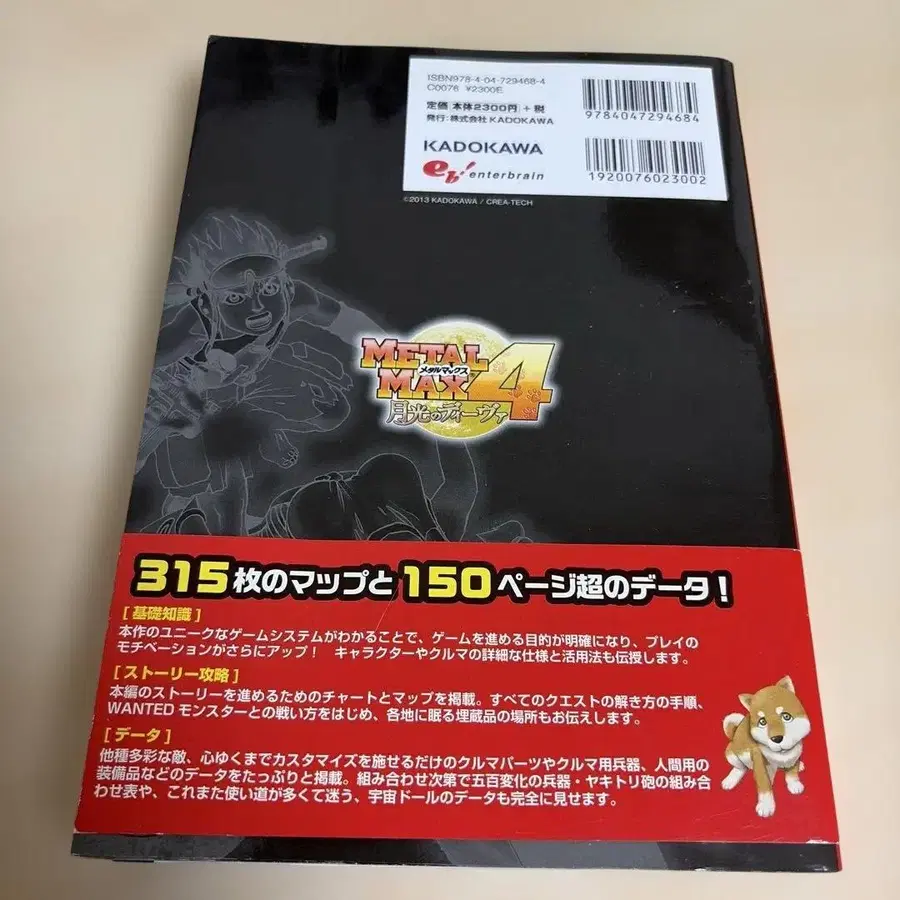 ISBN978-4-04-729468-4
C0076 ¥2300E
定価 本体2300円 +税
発行:株式会社KADOKAWA
9784047294684
KADOKAWA
eb! enterbrain
1920076023002
©2013 KADOKAWA / CREA-TECH
METAL
メタルマックス
MAX 4
月光のディーヴァ
315枚のマップと150ページ超のデータ!
[ 基礎知識 ]
本作のユニークなゲームシステムがわかることで、ゲームを進める目的が明確になり、プレイの
モチベーションがさらにアップ! キャラクターやクルマの詳細な仕様と活用法も伝授します。
[ ストーリー攻略 ]
本編のストーリーを進めるためのチャートとマップを掲載。すべてのクエストの解き方の手順、
WANTEDモンスターとの戦い方をはじめ、各地に眠る埋蔵品の場所もお伝えします。
[ データ ]
他種多彩な敵、心ゆくまでカスタマイズを施せるだけのクルマパーツやクルマ用兵器、人間用の
装備品などのデータをたっぷりと掲載。組み合わせ次第で五百変化の兵器・ヤキトリ砲の組み合
わせ表や、これまた使い道が多くて迷う、宇宙ドールのデータも完全に見せます。